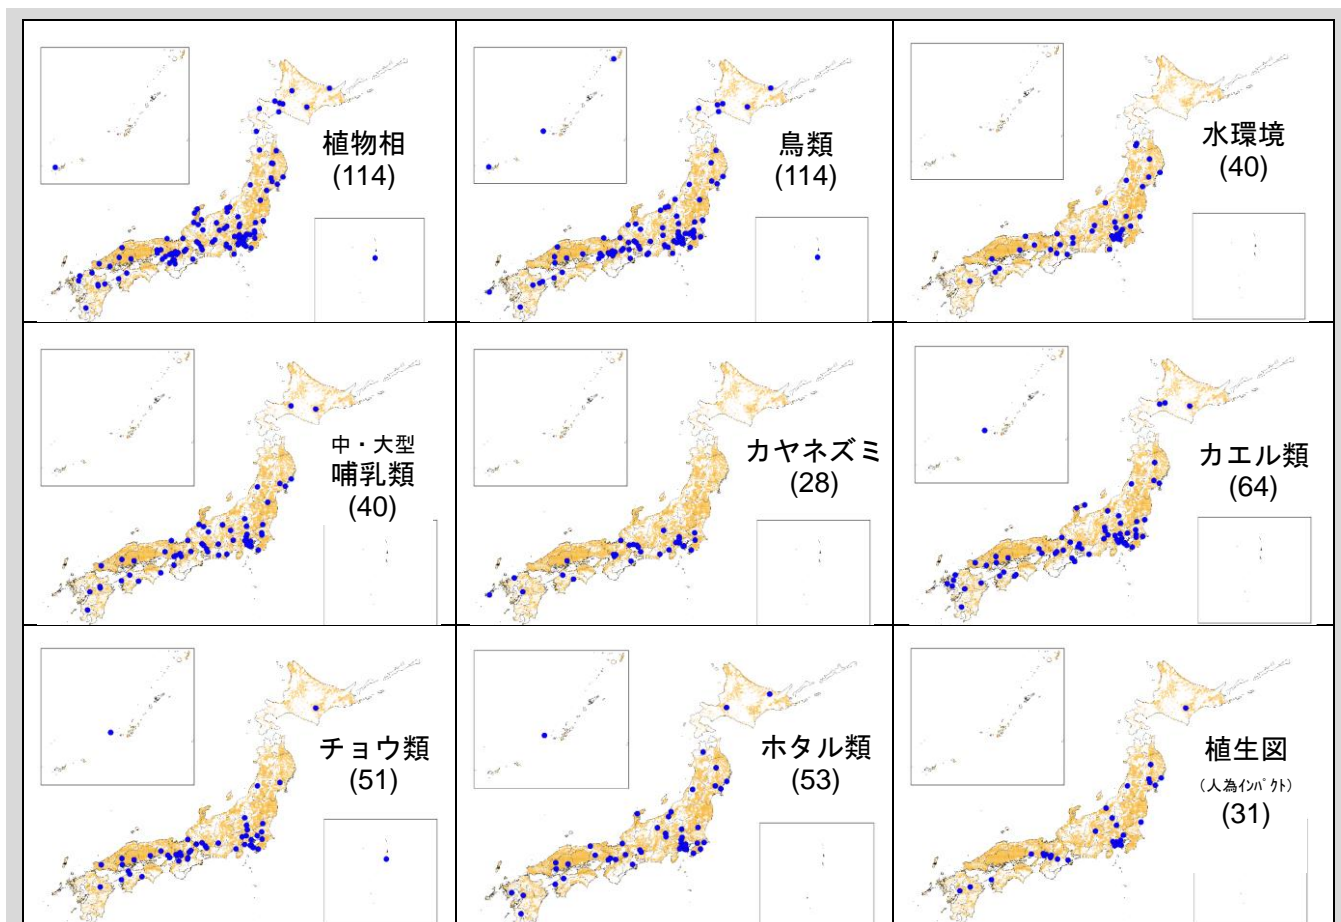 植物相
(114)
鳥類
(114)
水環境
(40)
中・大型
哺乳類
(40)
カヤネズミ
(28)
カエル類
(64)
チョウ類
(51)
ホタル類
(53)
植生図
(人為ｲﾝﾊﾟｸﾄ)
(31)